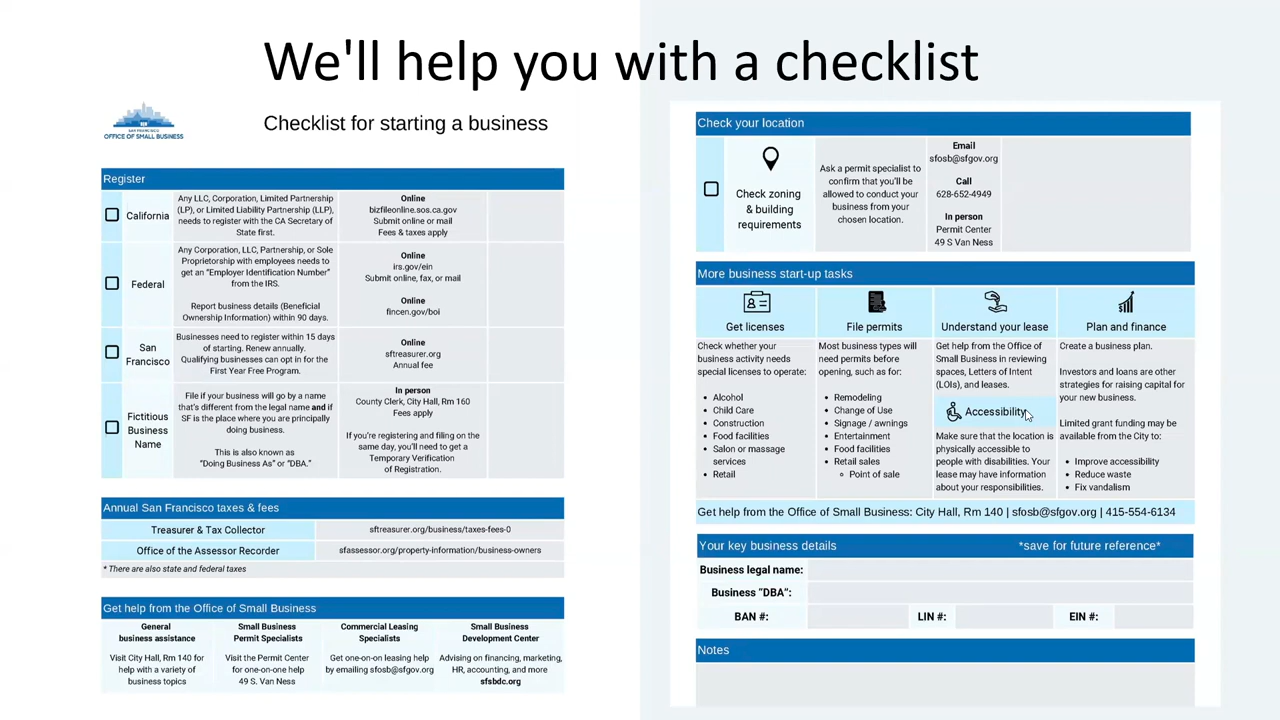 We'll help you with a checklist
SAN FRANCISCO
OFFICE OF SMALL BUSINESS
Checklist for starting a business
Register
California
Any LLC, Corporation, Limited Partnership
(LP), or Limited Liability Partnership (LLP),
needs to register with the CA Secretary of
State first.
Online
bizfileonline.sos.ca.gov
Submit online or mail
Fees & taxes apply
Federal
Any Corporation, LLC, Partnership, or Sole
Proprietorship with employees needs to
get an “Employer Identification Number”
from the IRS.
Report business details (Beneficial
Ownership Information) within 90 days.
Online
irs.gov/ein
Submit online, fax, or mail
Online
fincen.gov/boi
San
Francisco
Businesses need to register within 15 days
of starting. Renew annually.
Qualifying businesses can opt in for the
First Year Free Program.
Online
sftreasurer.org
Annual fee
Fictitious
Business
Name
File if your business will go by a name
that's different from the legal name and if
SF is the place where you are principally
doing business.
This is also known as
“Doing Business As” or “DBA.”
In person
County Clerk, City Hall, Rm 160
Fees apply
If you're registering and filing on the
same day, you'll need to get a
Temporary Verification
of Registration.
Annual San Francisco taxes & fees
Treasurer & Tax Collector
sftreasurer.org/business/taxes-fees-0
Office of the Assessor Recorder
sfassessor.org/property-information/business-owners
* There are also state and federal taxes
Get help from the Office of Small Business
General
business assistance
Visit City Hall, Rm 140 for
help with a variety of
business topics
Small Business
Permit Specialists
Visit the Permit Center
for one-on-one help
49 S. Van Ness
Commercial Leasing
Specialists
Get one-on-on leasing help
by emailing sfosb@sfgov.org
Small Business
Development Center
Advising on financing, marketing,
HR, accounting, and more
sfsbdc.org
Check your location
Check zoning
& building
requirements
Ask a permit specialist to
confirm that you'll be
allowed to conduct your
business from your
chosen location.
Email
sfosb@sfgov.org
Call
628-652-4949
In person
Permit Center
49 S Van Ness
More business start-up tasks
Get licenses
Check whether your
business activity needs
special licenses to operate:
• Alcohol
• Child Care
• Construction
• Food facilities
• Salon or massage
services
• Retail
File permits
Most business types will
need permits before
opening, such as for:
• Remodeling
• Change of Use
• Signage / awnings
• Entertainment
• Food facilities
• Retail sales
◦ Point of sale
Understand your lease
Get help from the Office of
Small Business in reviewing
spaces, Letters of Intent
(LOIs), and leases.
Accessibility
Make sure that the location is
physically accessible to
people with disabilities. Your
lease may have information
about your responsibilities.
Plan and finance
Create a business plan.
Investors and loans are other
strategies for raising capital for
your new business.
Limited grant funding may be
available from the City to:
• Improve accessibility
• Reduce waste
• Fix vandalism
Get help from the Office of Small Business: City Hall, Rm 140 | sfosb@sfgov.org | 415-554-6134
Your key business details *save for future reference*
Business legal name:
Business “DBA”:
BAN #: LIN #: EIN #:
Notes